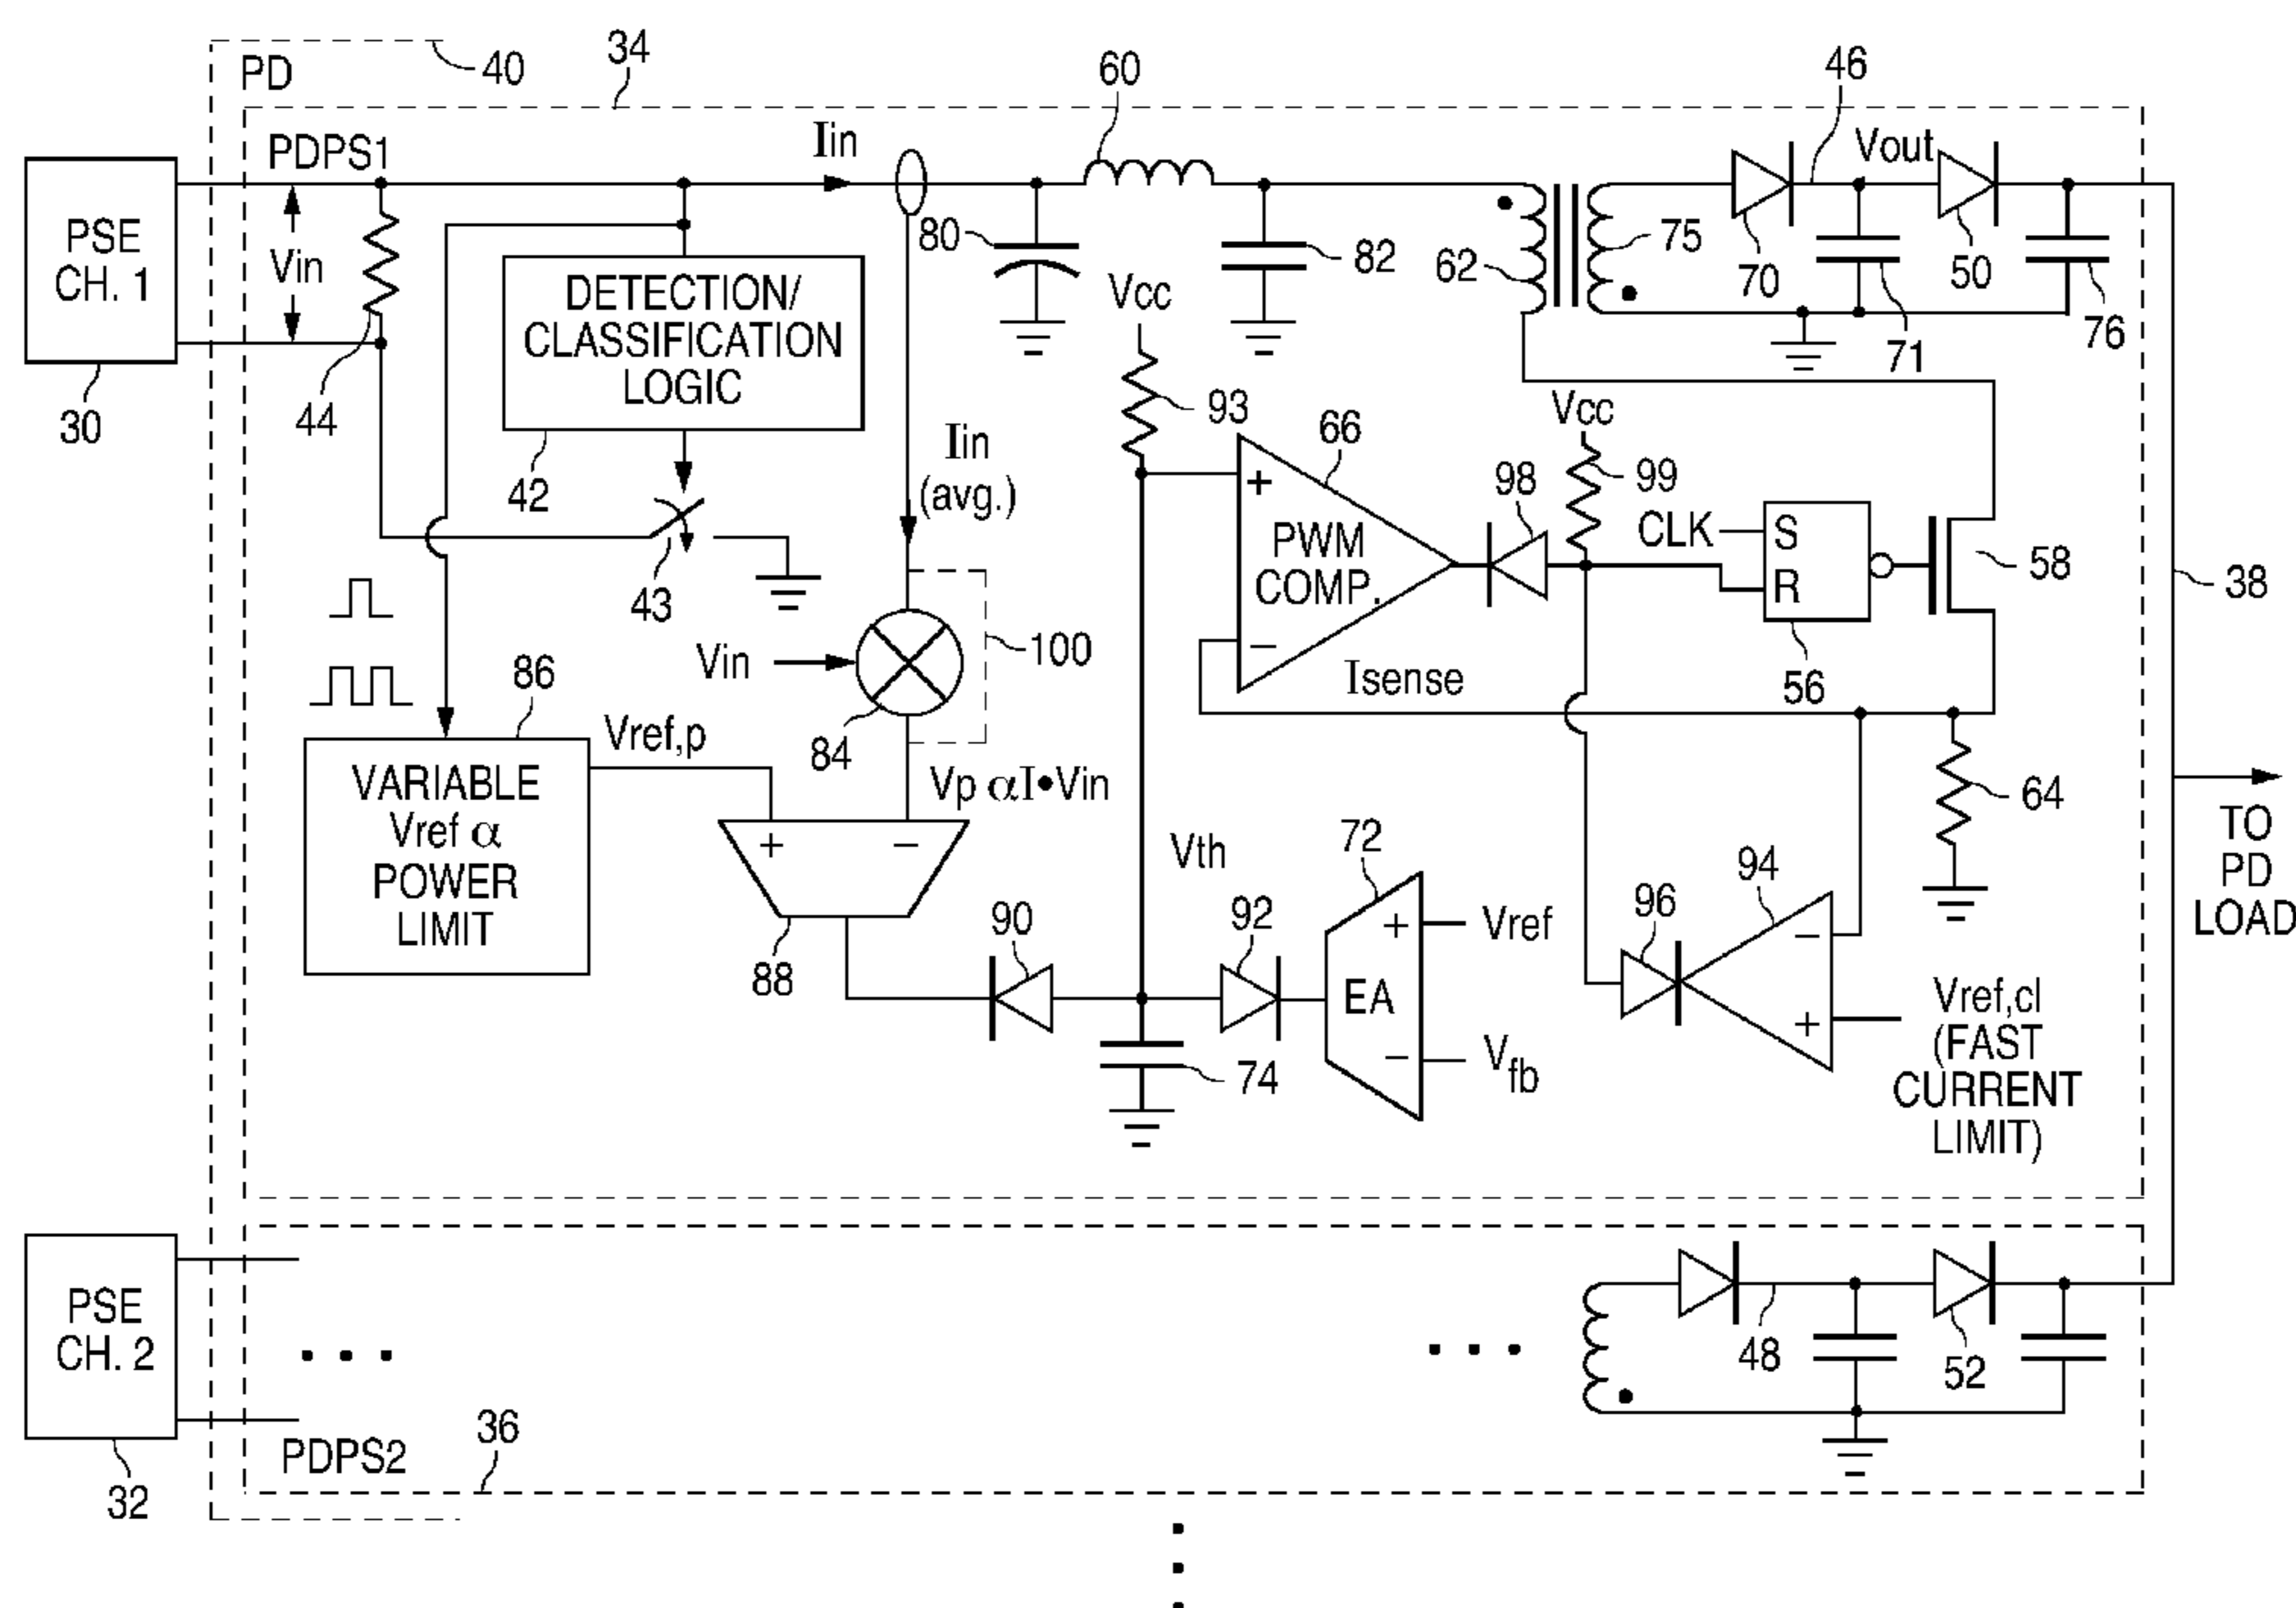 40
PD
34
60
46
PDPS1
Iin
Vout
PSE
CH. 1
30
Vin
44
DETECTION/
CLASSIFICATION
LOGIC
42
43
80
82
62
75
70
71
50
76
Vcc
93
Iin
(avg.)
66
+
PWM
COMP.
−
98
Vcc
99
CLK
S
R
56
58
38
Isense
Vin
84
100
86
VARIABLE
Vref α
POWER
LIMIT
Vref,p
Vp αI•Vin
+ −
88
90
Vth
92
72
+
EA
−
Vref
Vfb
74
96
94
−
+
64
Vref,cl
(FAST
CURRENT
LIMIT)
TO
PD
LOAD
PSE
CH. 2
32
PDPS2
36
48
52